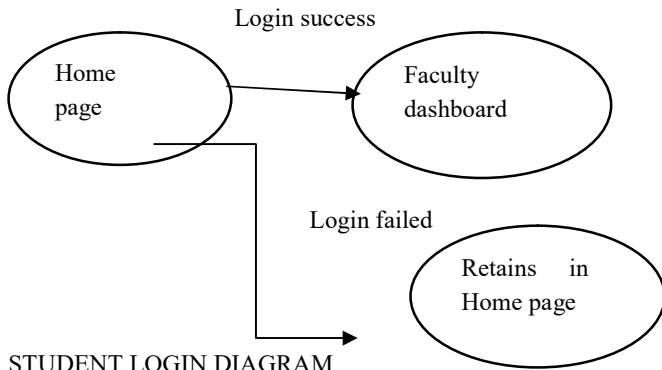 Login success
Home
page
Faculty
dashboard
Login failed
Retains in
Home page
STUDENT LOGIN DIAGRAM